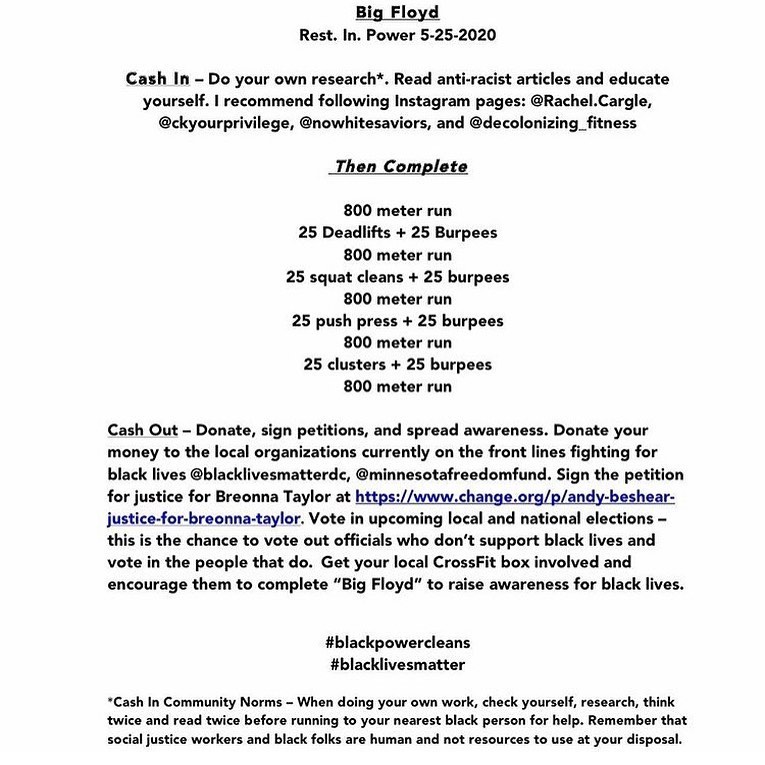 Big Floyd
Rest. In. Power 5-25-2020
Cash In – Do your own research*. Read anti-racist articles and educate
yourself. I recommend following Instagram pages: @Rachel.Cargle,
@ckyourprivilege, @nowhitesaviors, and @decolonizing_fitness
Then Complete
800 meter run
25 Deadlifts + 25 Burpees
800 meter run
25 squat cleans + 25 burpees
800 meter run
25 push press + 25 burpees
800 meter run
25 clusters + 25 burpees
800 meter run
Cash Out – Donate, sign petitions, and spread awareness. Donate your
money to the local organizations currently on the front lines fighting for
black lives @blacklivesmatterdc, @minnesotafreedomfund. Sign the petition
for justice for Breonna Taylor at https://www.change.org/p/andy-beshear-
justice-for-breonna-taylor. Vote in upcoming local and national elections –
this is the chance to vote out officials who don’t support black lives and
vote in the people that do. Get your local CrossFit box involved and
encourage them to complete “Big Floyd” to raise awareness for black lives.
#blackpowercleans
#blacklivesmatter
*Cash In Community Norms – When doing your own work, check yourself, research, think
twice and read twice before running to your nearest black person for help. Remember that
social justice workers and black folks are human and not resources to use at your disposal.